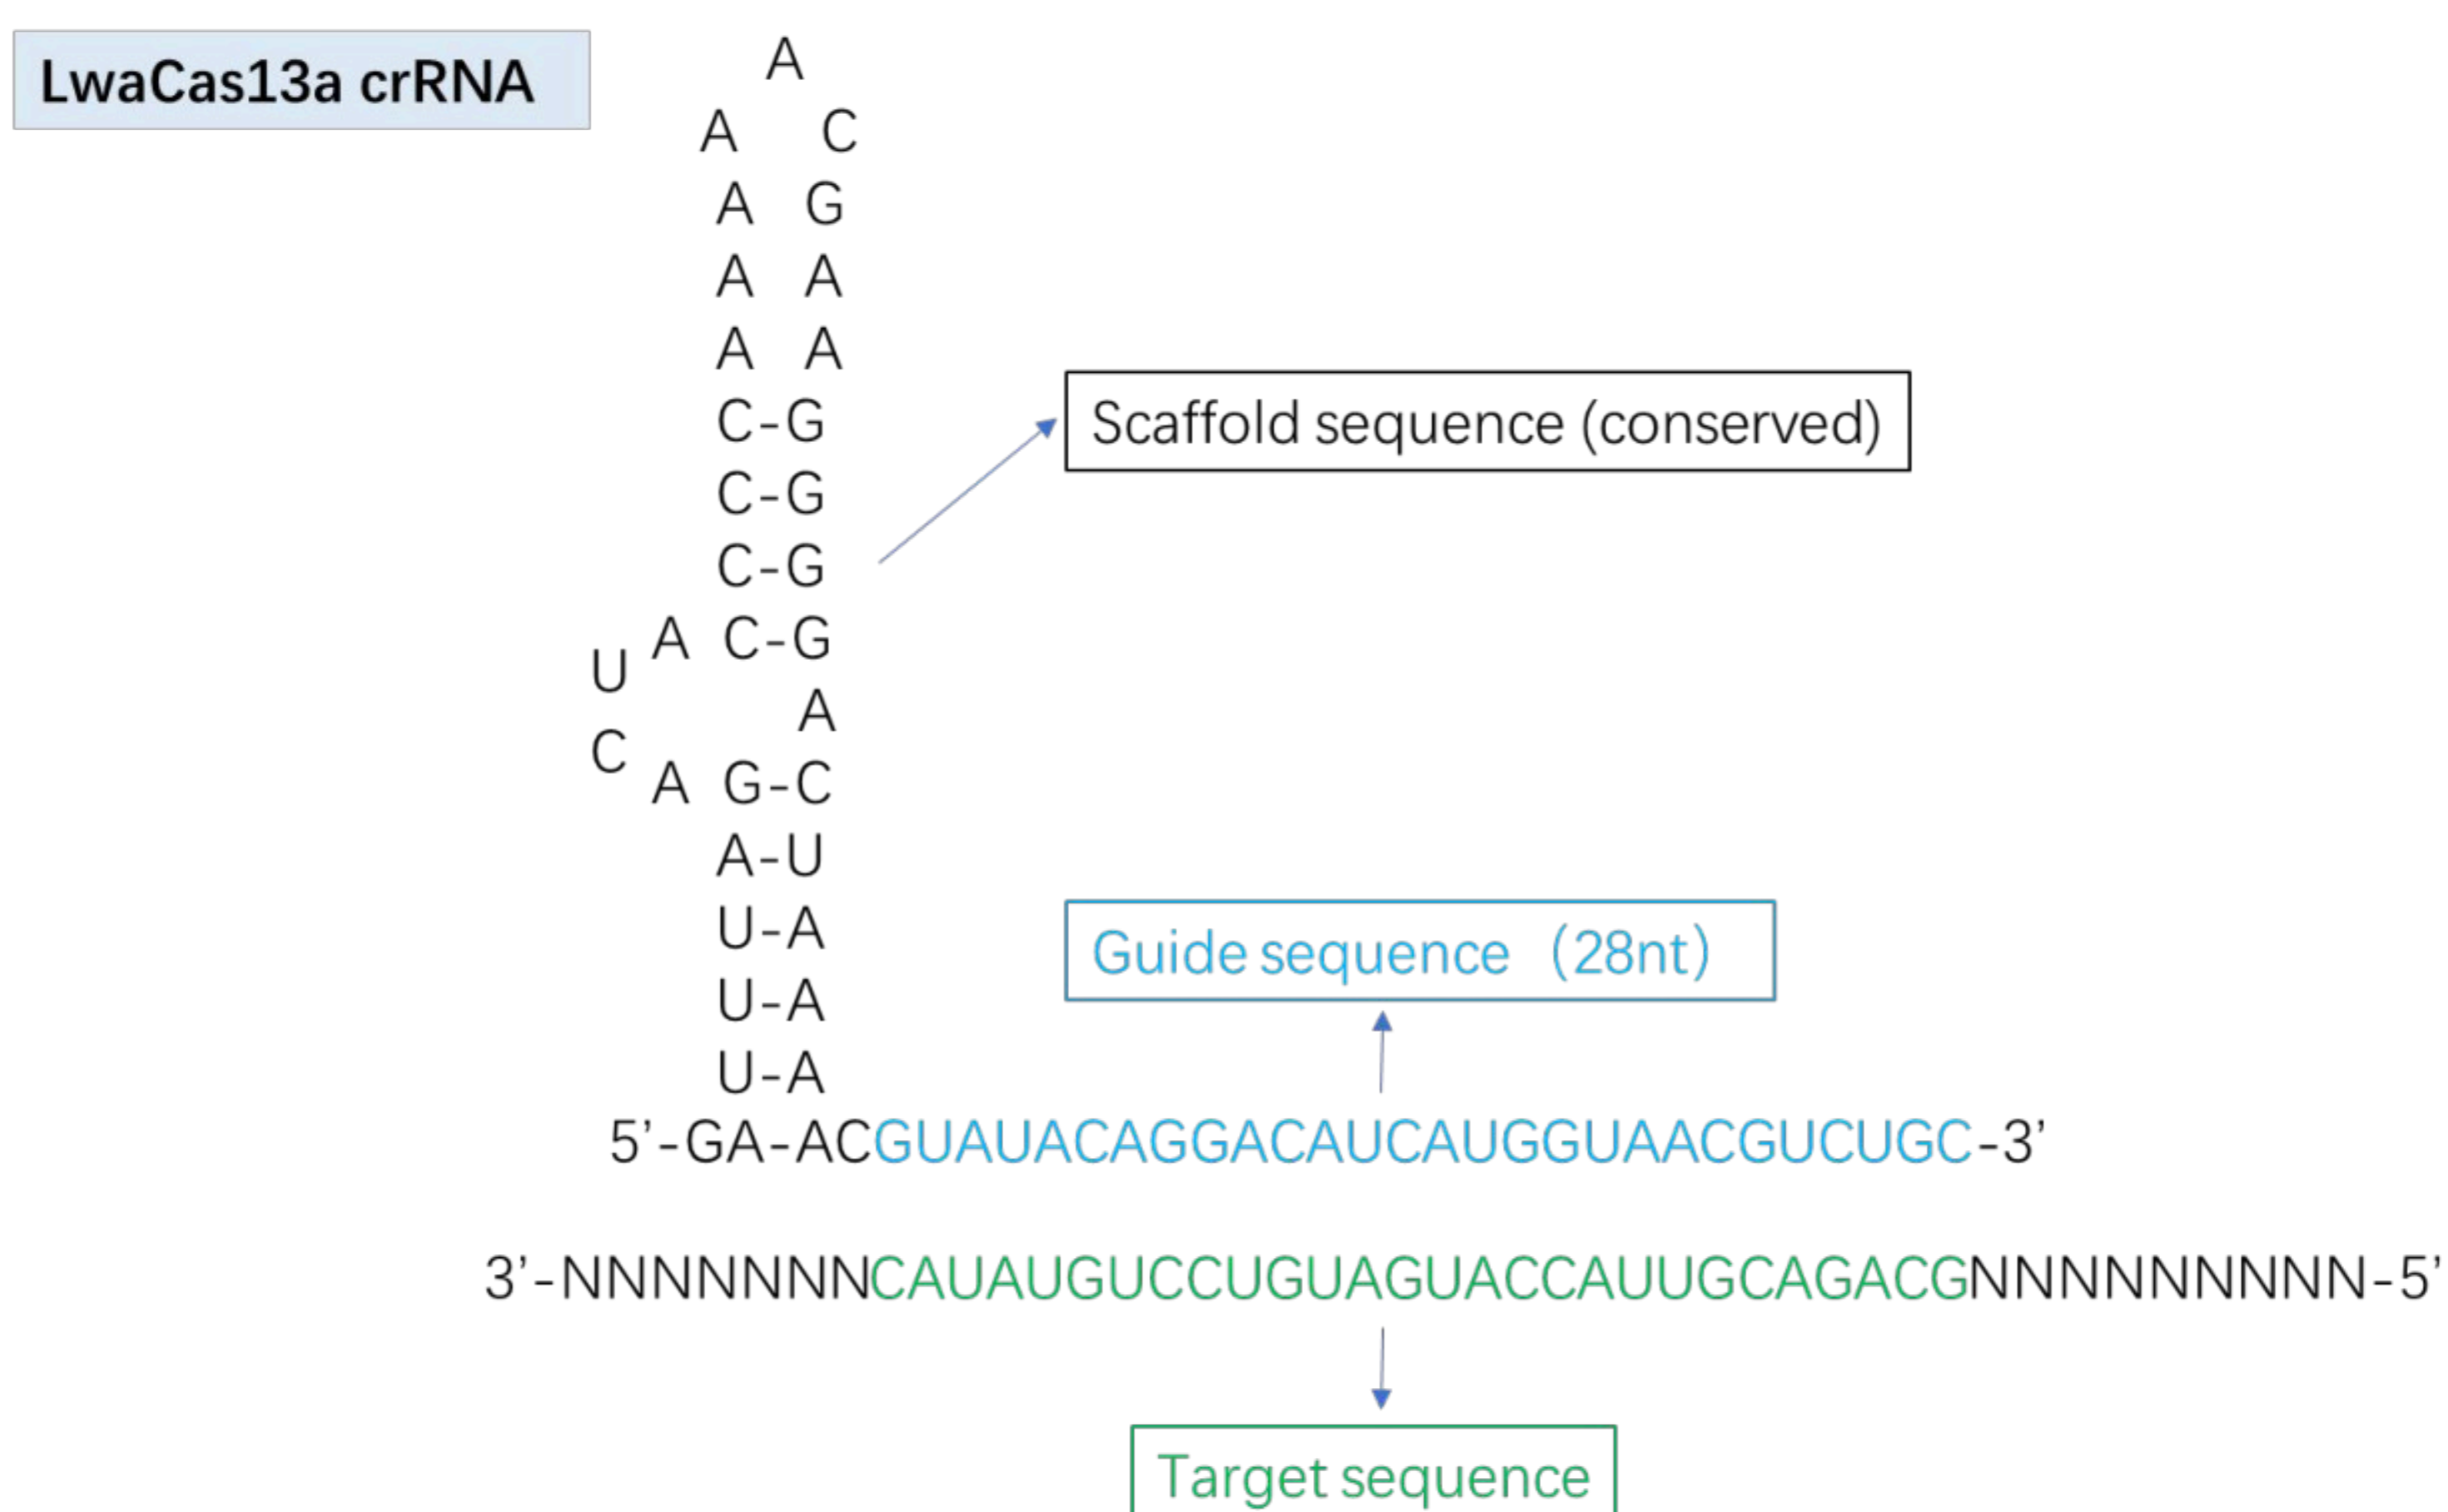 LwaCas13a crRNA
A
A C
A G
A A
A A
C-G
C-G
Scaffold sequence (conserved)
C-G
A C-G
U
A
C
A G-C
A-U
U-A
Guide sequence (28nt)
U-A
U-A
5’-GA-ACGUAUACAGGACAUCAUGGUAACGUCUGC-3’
3’-NNNNNNNCAUAUGUCCUGUAGUACCAUUGCAGACGNNNNNNNNN-5’
Target sequence